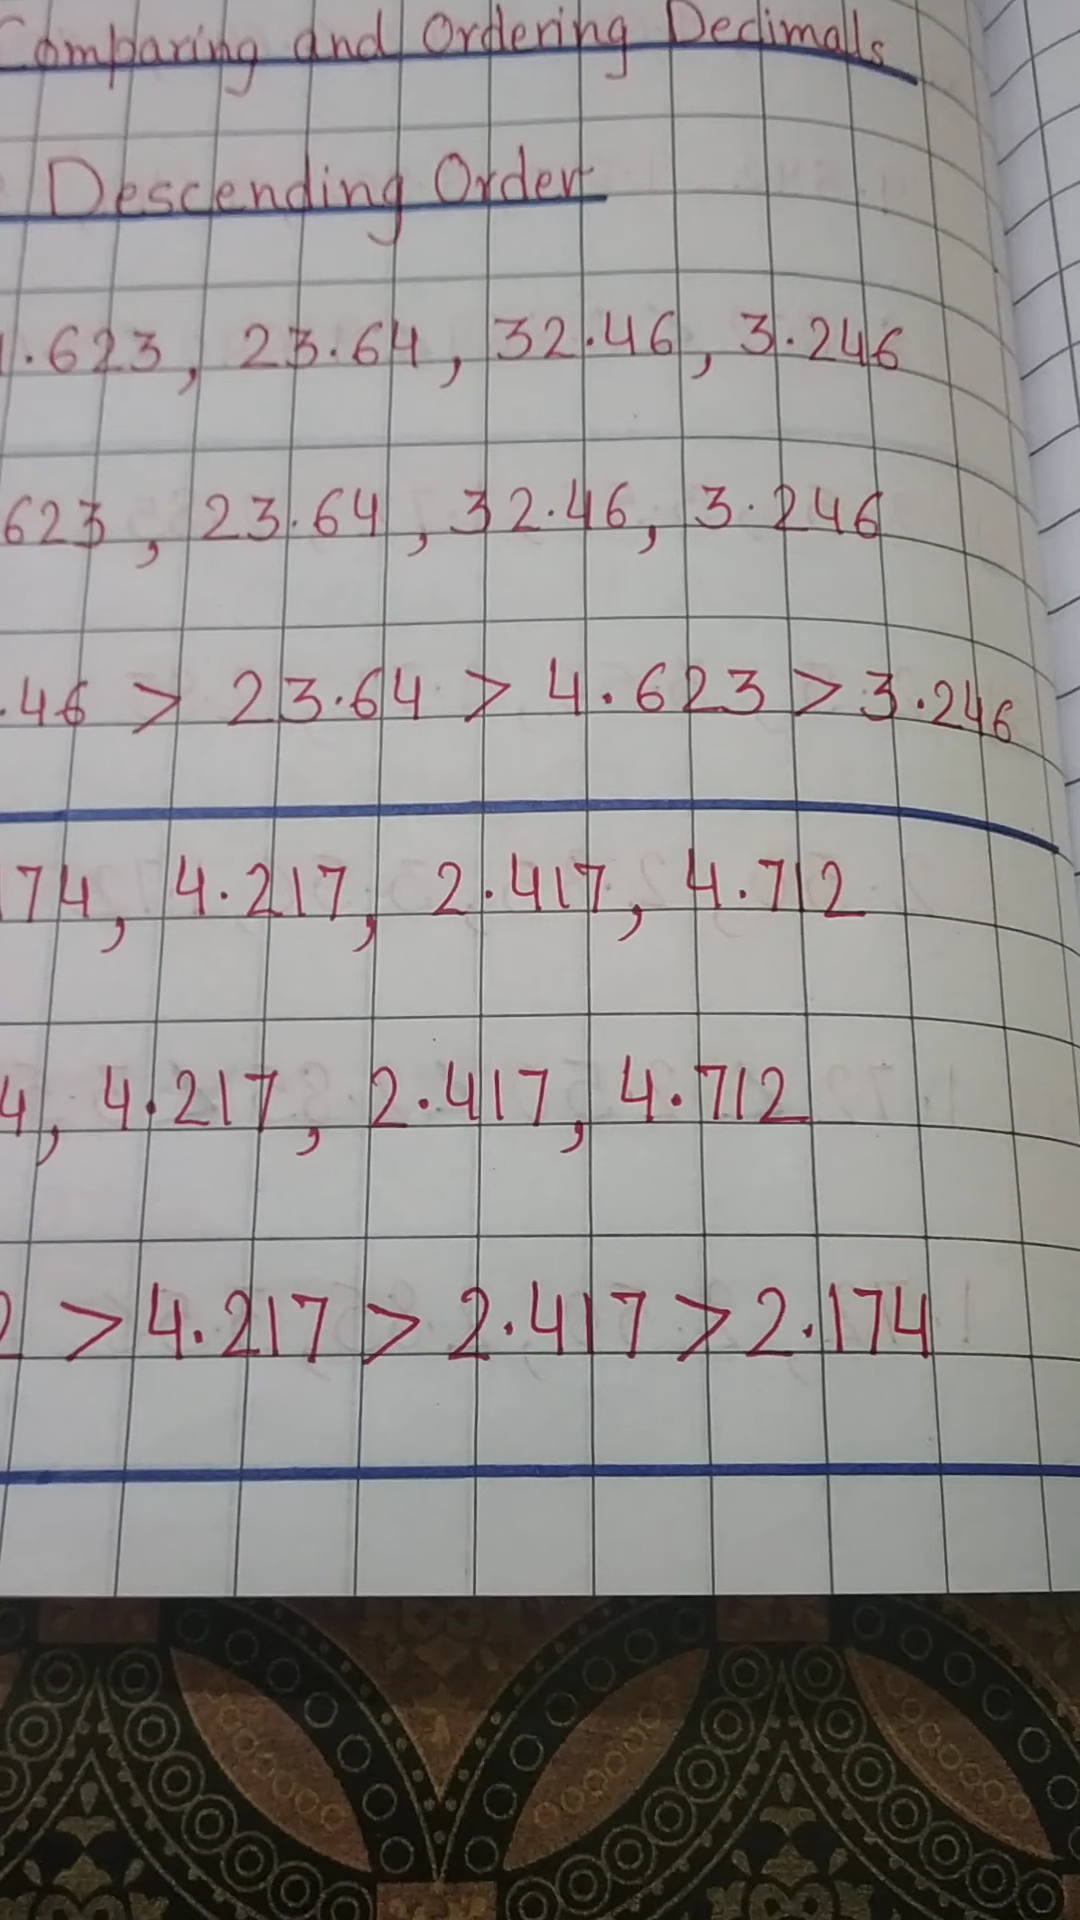 Comparing and Ordering Decimals
Descending Order
.623, 23.64, 32.46, 3.246
623, 23.64, 32.46, 3.246
.46 > 23.64 > 4.623 > 3.246
174, 4.217, 2.417, 4.712
4, 4.217, 2.417, 4.712
2 > 4.217 > 2.417 > 2.174